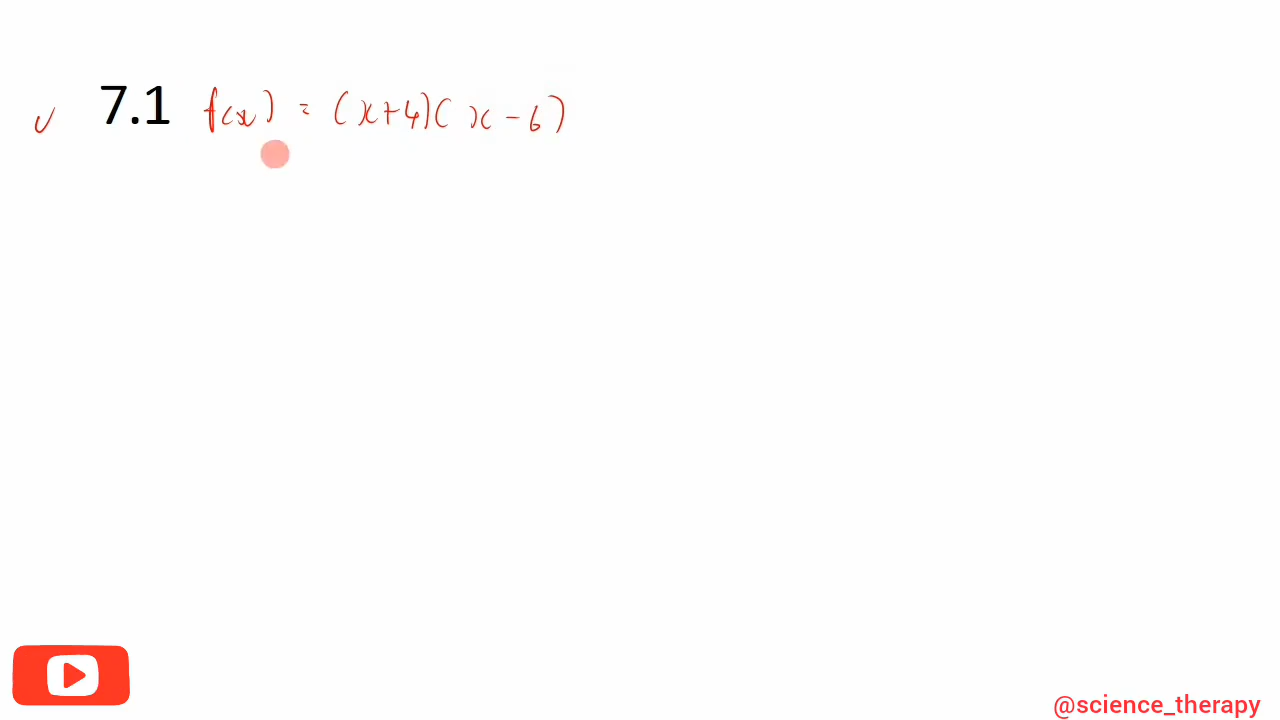 ✓ 7.1 f(x) = (x+4)(x-6)
@science_therapy